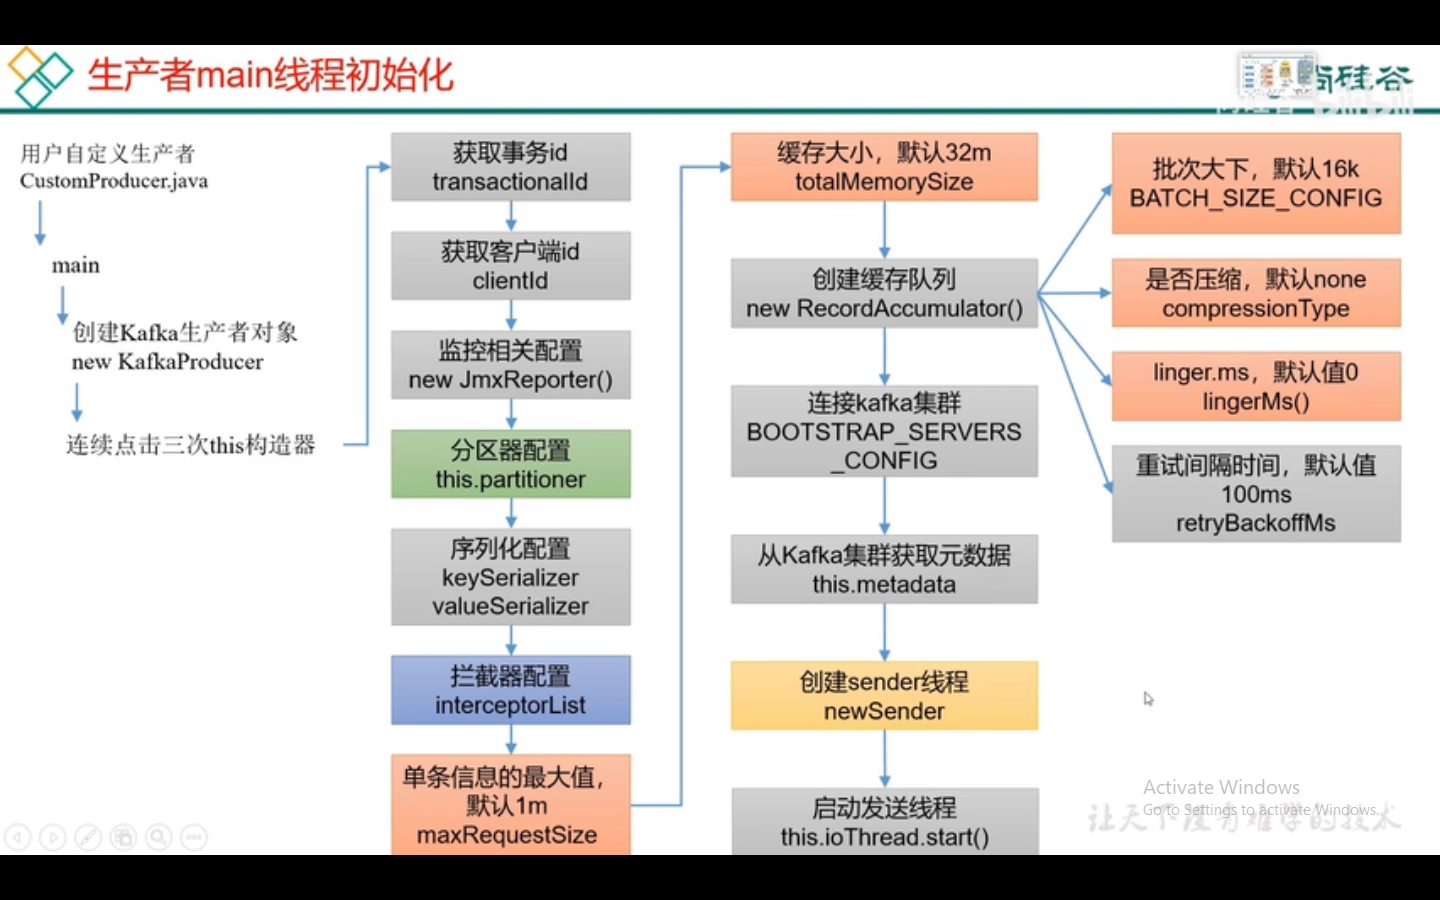 生产者main线程初始化
尚硅谷
用户自定义生产者
CustomProducer.java
main
创建Kafka生产者对象
new KafkaProducer
连续点击三次this构造器
获取事务id
transactionalId
获取客户端id
clientId
监控相关配置
new JmxReporter()
分区器配置
this.partitioner
序列化配置
keySerializer
valueSerializer
拦截器配置
interceptorList
单条信息的最大值，
默认1m
maxRequestSize
缓存大小，默认32m
totalMemorySize
创建缓存队列
new RecordAccumulator()
连接kafka集群
BOOTSTRAP_SERVERS
_CONFIG
从Kafka集群获取元数据
this.metadata
创建sender线程
newSender
启动发送线程
this.ioThread.start()
批次大下，默认16k
BATCH_SIZE_CONFIG
是否压缩，默认none
compressionType
linger.ms，默认值0
lingerMs()
重试间隔时间，默认值
100ms
retryBackoffMs
Activate Windows
Go to Settings to activate Windows.
让天下没有难学的技术